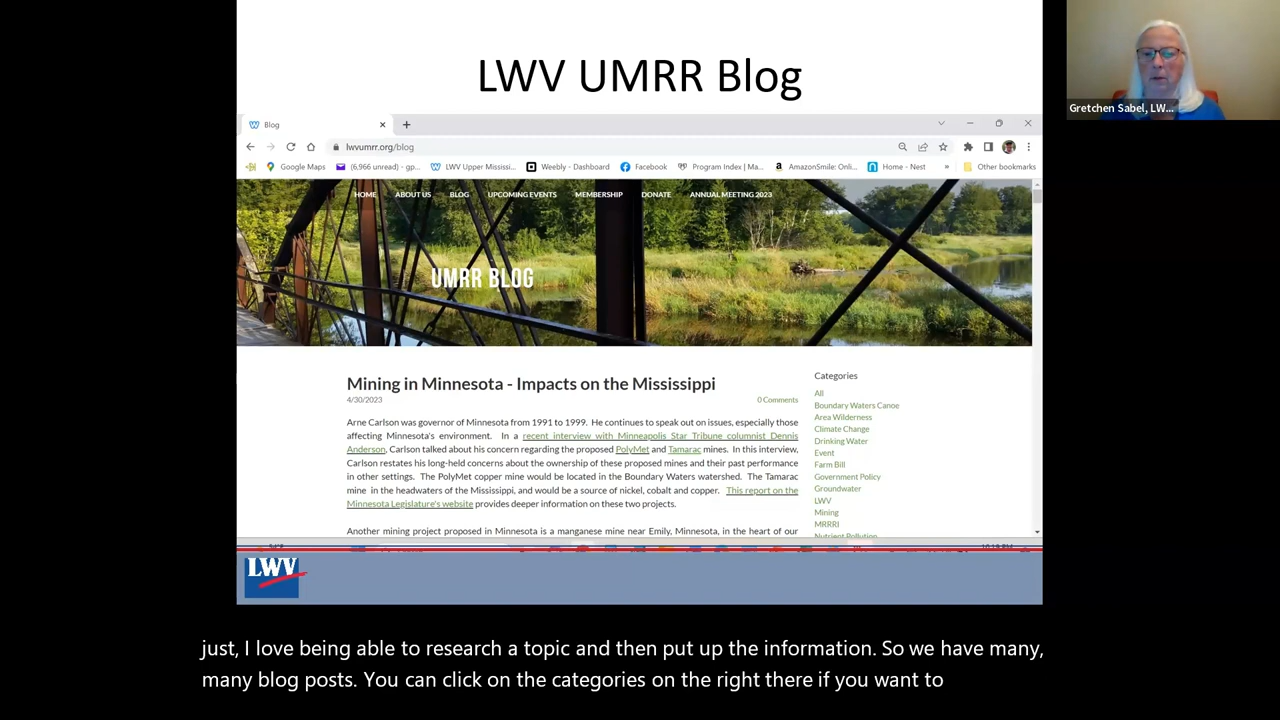 LWV UMRR Blog
Gretchen Sabel, LW...
Blog
lwvumrr.org/blog
Google Maps (6,966 unread) - gp... LWV Upper Mississi... Weebly - Dashboard Facebook Program Index | Ma... AmazonSmile: Onli... Home - Nest » Other bookmarks
HOME ABOUT US BLOG UPCOMING EVENTS MEMBERSHIP DONATE ANNUAL MEETING 2023
UMRR BLOG
Mining in Minnesota - Impacts on the Mississippi
4/30/2023 0 Comments
Arne Carlson was governor of Minnesota from 1991 to 1999. He continues to speak out on issues, especially those
affecting Minnesota's environment. In a recent interview with Minneapolis Star Tribune columnist Dennis
Anderson, Carlson talked about his concern regarding the proposed PolyMet and Tamarac mines. In this interview,
Carlson restates his long-held concerns about the ownership of these proposed mines and their past performance
in other settings. The PolyMet copper mine would be located in the Boundary Waters watershed. The Tamarac
mine in the headwaters of the Mississippi, and would be a source of nickel, cobalt and copper. This report on the
Minnesota Legislature's website provides deeper information on these two projects.
Another mining project proposed in Minnesota is a manganese mine near Emily, Minnesota, in the heart of our
Categories
All
Boundary Waters Canoe
Area Wilderness
Climate Change
Drinking Water
Event
Farm Bill
Government Policy
Groundwater
LWV
Mining
MRRRI
Nutrient Pollution
LWV
just, I love being able to research a topic and then put up the information. So we have many,
many blog posts. You can click on the categories on the right there if you want to